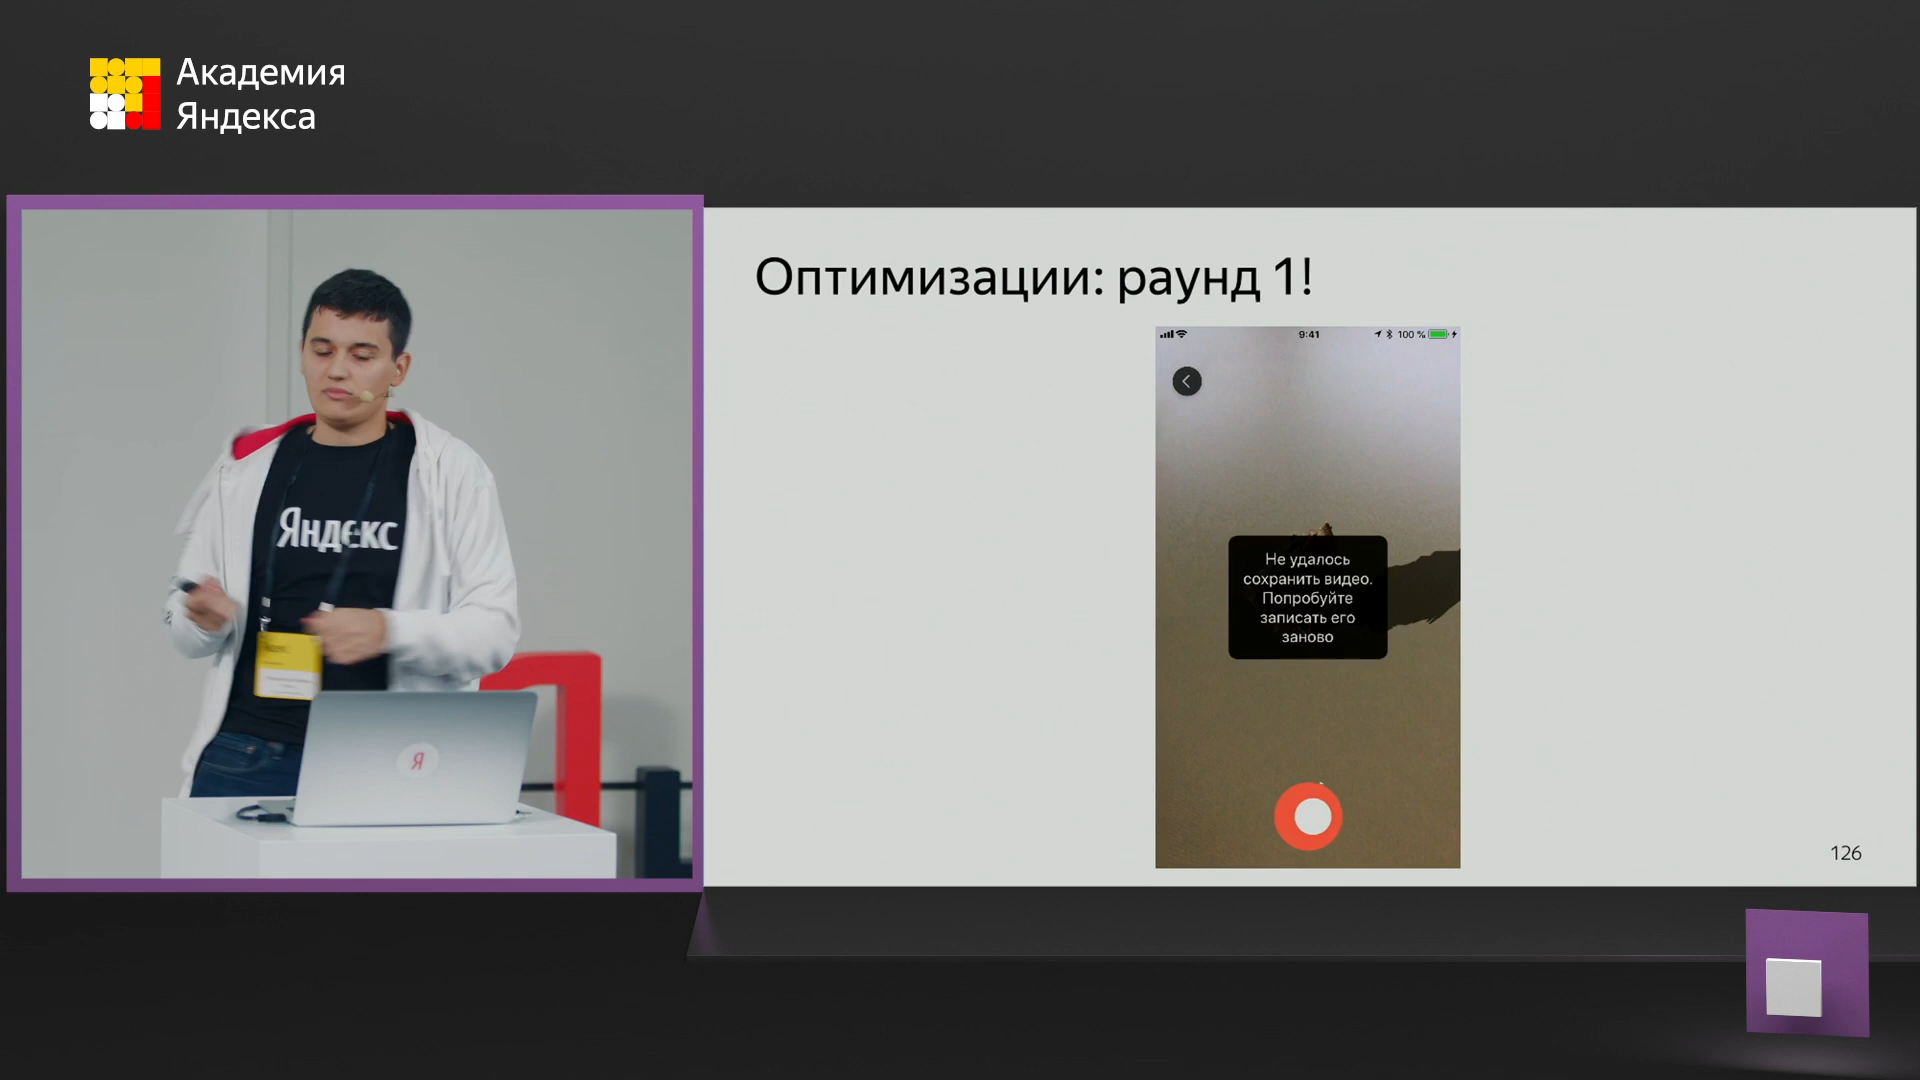 Академия
Яндекса
Оптимизации: раунд 1!
9:41
100 %
Не удалось
сохранить видео.
Попробуйте
записать его
заново
126
Яндекс
Я